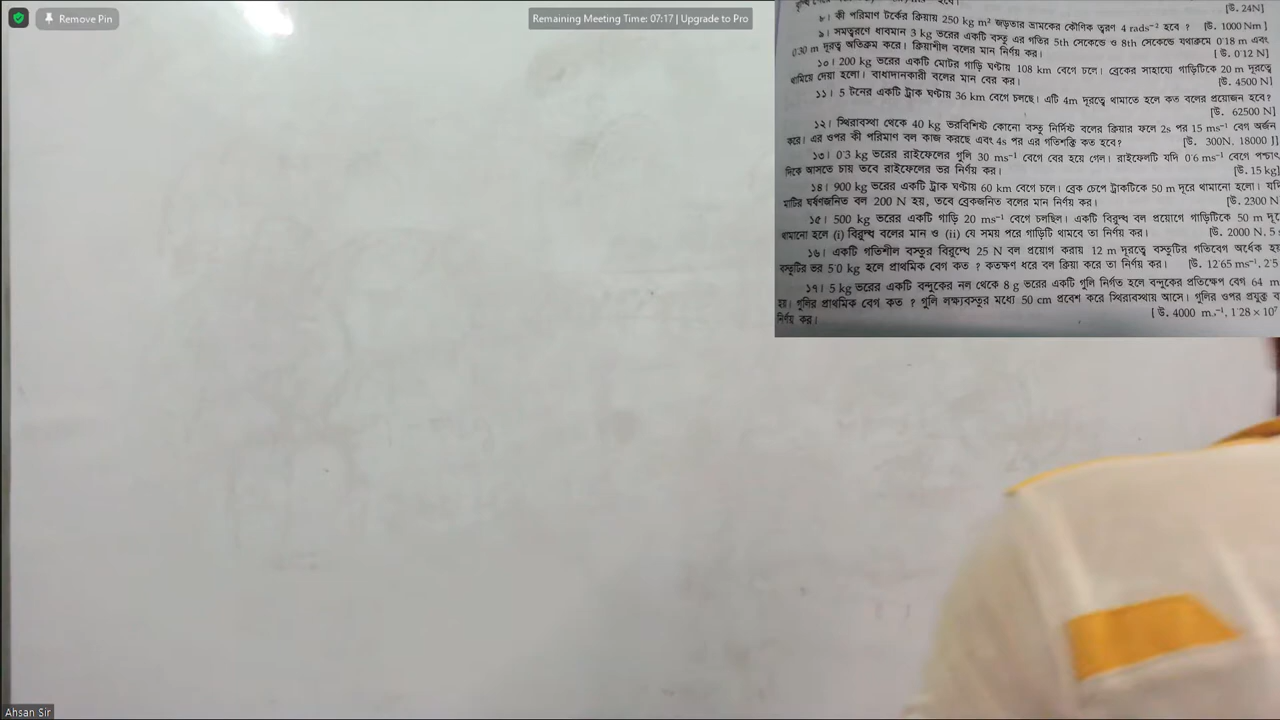 Remove Pin
Remaining Meeting Time: 07:17 | Upgrade to Pro
[উ. 24N]
৮। কী পরিমাণ টর্কের ক্রিয়ায় 250 kg m² জড়তার ভ্রামকের কৌণিক ত্বরণ 4 rads⁻² হবে ? [উ. 1000 Nm]
৯। সমত্বরণে ধাবমান 3 kg ভরের একটি বস্তু এর গতির 5th সেকেন্ডে ও 8th সেকেন্ডে যথাক্রমে 0·18 m এবং
0·30 m দূরত্ব অতিক্রম করে। ক্রিয়াশীল বলের মান নির্ণয় কর। [উ. 0·12 N]
১০। 200 kg ভরের একটি মোটর গাড়ি ঘণ্টায় 108 km বেগে চলে। ব্রেকের সাহায্যে গাড়িটিকে 20 m দূরত্বে
থামিয়ে দেয়া হলো। বাধাদানকারী বলের মান বের কর। [উ. 4500 N]
১১। 5 টনের একটি ট্রাক ঘণ্টায় 36 km বেগে চলছে। এটি 4m দূরত্বে থামাতে হলে কত বলের প্রয়োজন হবে?
[উ. 62500 N]
১২। স্থিরাবস্থা থেকে 40 kg ভরবিশিষ্ট কোনো বস্তু নির্দিষ্ট বলের ক্রিয়ার ফলে 2s পর 15 ms⁻¹ বেগ অর্জন
করে। এর ওপর কী পরিমাণ বল কাজ করছে এবং 4s পর এর গতিশক্তি কত হবে? [উ. 300N, 18000 J]
১৩। 0·3 kg ভরের রাইফেলের গুলি 30 ms⁻¹ বেগে বের হয়ে গেল। রাইফেলটি যদি 0·6 ms⁻¹ বেগে পশ্চাৎ
দিকে আসতে চায় তবে রাইফেলের ভর নির্ণয় কর। [উ. 15 kg]
১৪। 900 kg ভরের একটি ট্রাক ঘণ্টায় 60 km বেগে চলে। ব্রেক চেপে ট্রাকটিকে 50 m দূরে থামানো হলো। যদি
মাটির ঘর্ষণজনিত বল 200 N হয়, তবে ব্রেকজনিত বলের মান নির্ণয় কর। [উ. 2300 N
১৫। 500 kg ভরের একটি গাড়ি 20 ms⁻¹ বেগে চলছিল। একটি বিরুদ্ধ বল প্রয়োগে গাড়িটিকে 50 m দূ
থামানো হলে (i) বিরুদ্ধ বলের মান ও (ii) যে সময় পরে গাড়িটি থামবে তা নির্ণয় কর। [উ. 2000 N, 5
১৬। একটি গতিশীল বস্তুর বিরুদ্ধে 25 N বল প্রয়োগ করায় 12 m দূরত্বে বস্তুটির গতিবেগ অর্ধেক হ
বস্তুটির ভর 5·0 kg হলে প্রাথমিক বেগ কত ? কতক্ষণ ধরে বল ক্রিয়া করে তা নির্ণয় কর। [উ. 12·65 ms⁻¹, 2·5
১৭। 5 kg ভরের একটি বন্দুকের নল থেকে 8 g ভরের একটি গুলি নির্গত হলে বন্দুকের প্রতিক্ষেপ বেগ 64 m
হয়। গুলির প্রাথমিক বেগ কত ? গুলি লক্ষ্যবস্তুর মধ্যে 50 cm প্রবেশ করে স্থিরাবস্থায় আসে। গুলির ওপর প্রযুক্ত
নির্ণয় কর। [উ. 4000 m.⁻¹, 1·28 × 10⁷
Ahsan Sir